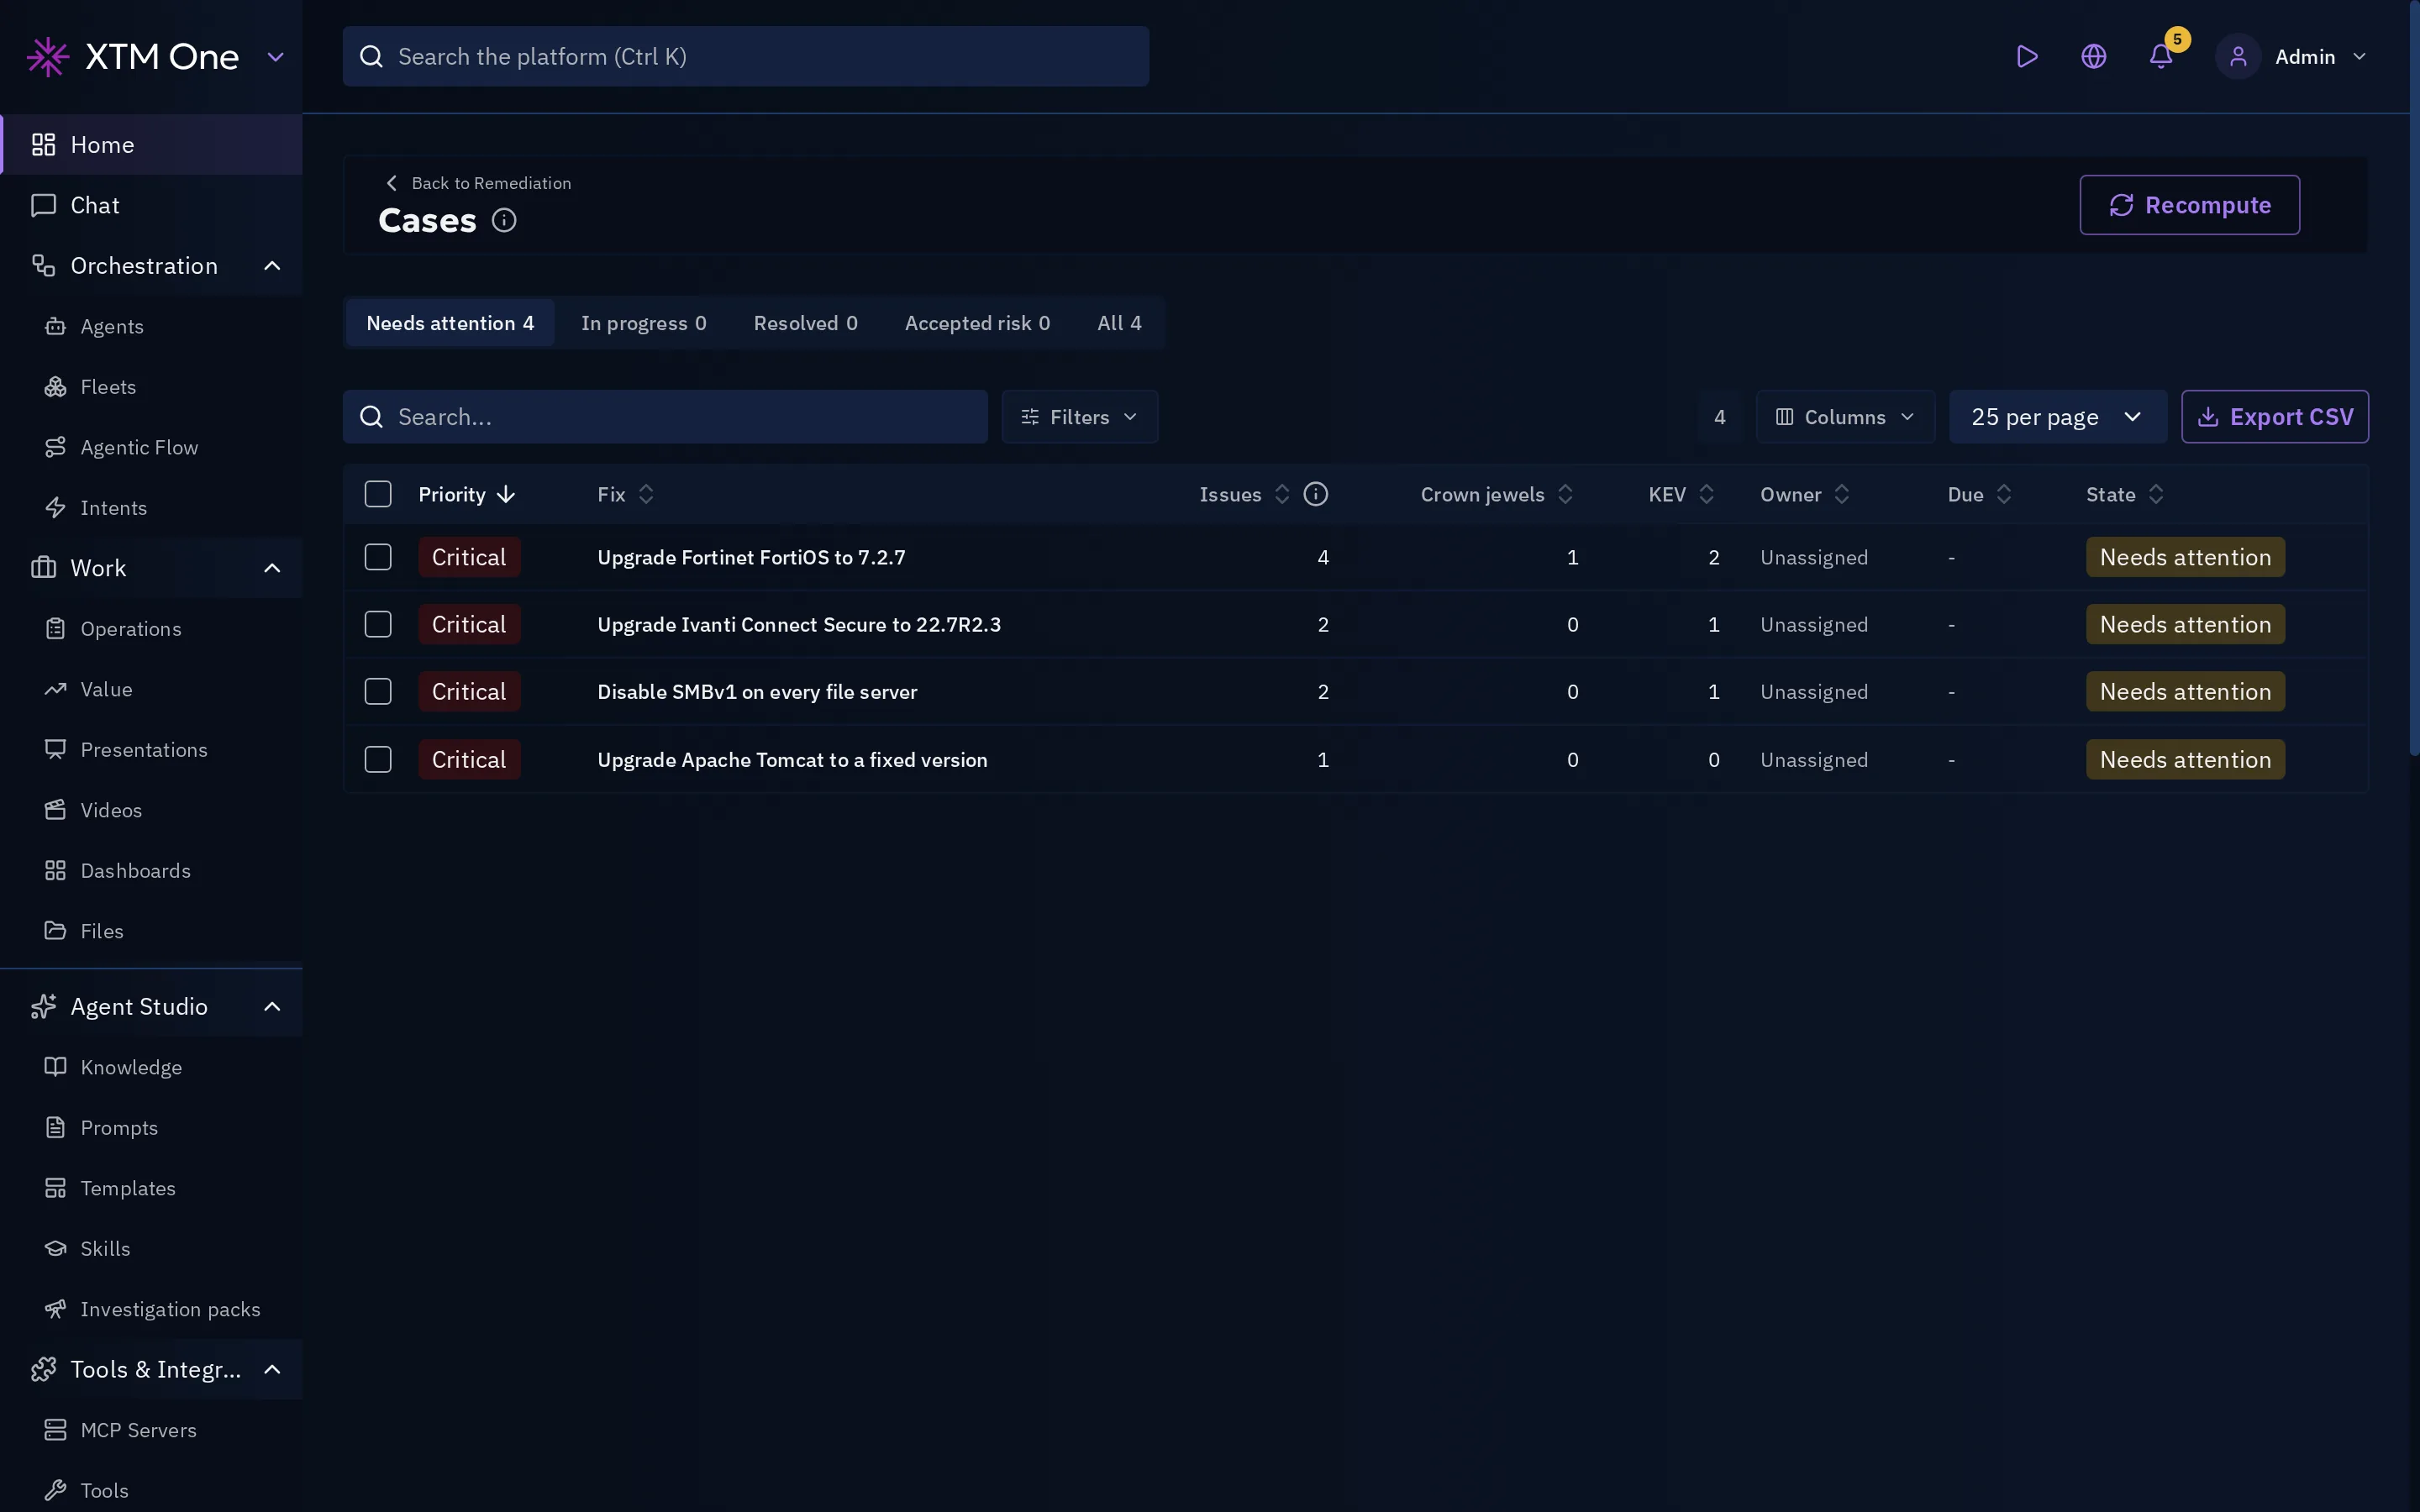 XTM One
Search the platform (Ctrl K)
5
Admin
Home
Chat
Orchestration
Agents
Fleets
Agentic Flow
Intents
Work
Operations
Value
Presentations
Videos
Dashboards
Files
Agent Studio
Knowledge
Prompts
Templates
Skills
Investigation packs
Tools & Integr...
MCP Servers
Tools
Back to Remediation
Cases
Recompute
Needs attention 4 In progress 0 Resolved 0 Accepted risk 0 All 4
Search... Filters 4 Columns 25 per page Export CSV
Priority Fix Issues Crown jewels KEV Owner Due State
Critical Upgrade Fortinet FortiOS to 7.2.7 4 1 2 Unassigned - Needs attention
Critical Upgrade Ivanti Connect Secure to 22.7R2.3 2 0 1 Unassigned - Needs attention
Critical Disable SMBv1 on every file server 2 0 1 Unassigned - Needs attention
Critical Upgrade Apache Tomcat to a fixed version 1 0 0 Unassigned - Needs attention